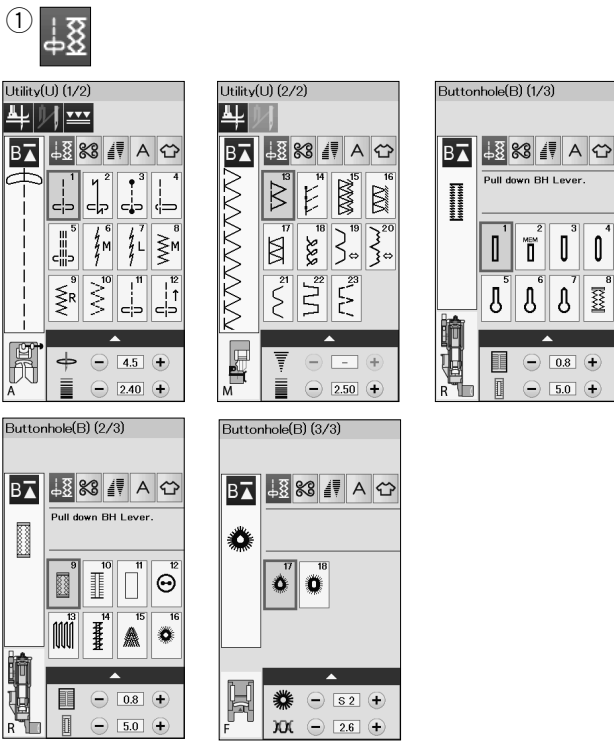 ①
Utility(U) (1/2)
B A
1 2 3 4
5 6 M 7 L 8 M
9 R 10 11 12
4.5
A 2.40
Utility(U) (2/2)
B A
13 14 15 16
17 18 19 20
21 22 23
-
M 2.50
Buttonhole(B) (1/3)
B A
Pull down BH Lever.
1 2 MEM 3 4
5 6 7 8
0.8
R 5.0
Buttonhole(B) (2/3)
B A
Pull down BH Lever.
9 10 11 12
13 14 15 16
0.8
R 5.0
Buttonhole(B) (3/3)
B A
17 18
S 2
F 2.6